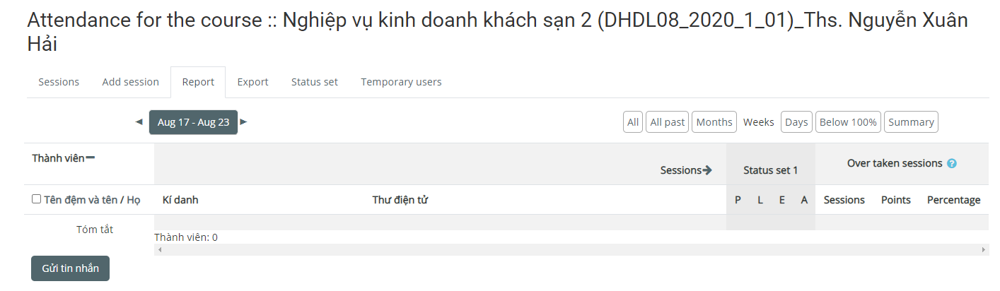 Attendance for the course :: Nghiệp vụ kinh doanh khách sạn 2 (DHDL08_2020_1_01)_Ths. Nguyễn Xuân
Hải
Sessions Add session Report Export Status set Temporary users
Aug 17 - Aug 23 All All past Months Weeks Days Below 100% Summary
Thành viên Sessions Status set 1 Over taken sessions ?
Tên đệm và tên / Họ Kí danh Thư điện tử P L E A Sessions Points Percentage
Tóm tắt
Thành viên: 0
Gửi tin nhắn